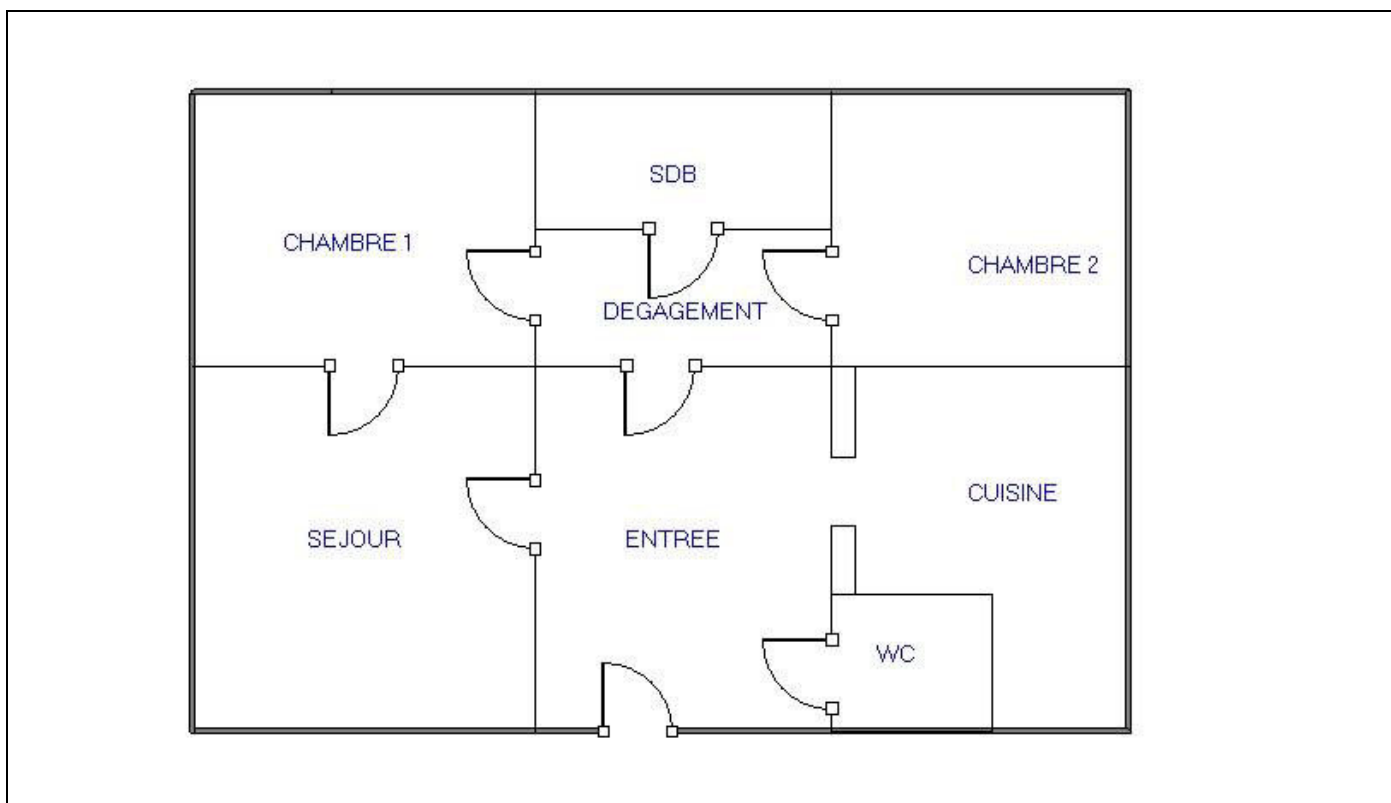 SDB
CHAMBRE 1
CHAMBRE 2
DEGAGEMENT
CUISINE
SEJOUR
ENTREE
WC